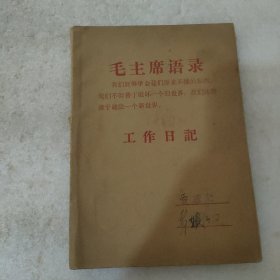 毛主席语录
我们能够学会我们原来不懂的东西。
我们不但善于破坏一个旧世界，我们还将
善于建设一个新世界。
工作日記